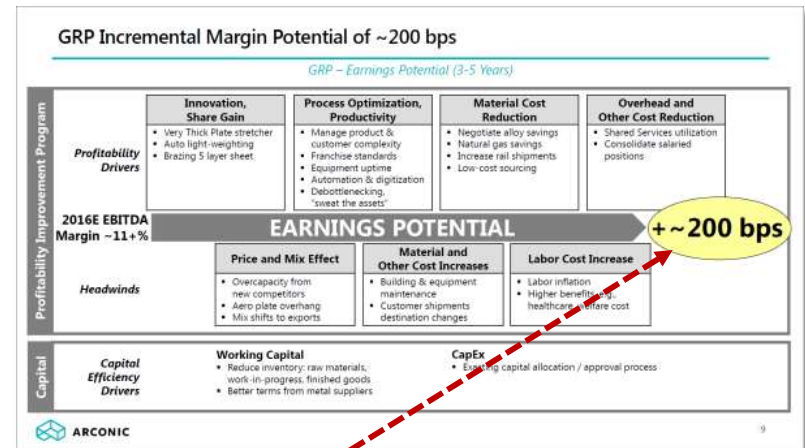 GRP Incremental Margin Potential of ~200 bps
GRP – Earnings Potential (3-5 Years)
Profitability Improvement Program
Profitability
Drivers
Innovation,
Share Gain
• Very Thick Plate stretcher
• Auto light-weighting
• Brazing 5 layer sheet
Process Optimization,
Productivity
• Manage product &
customer complexity
• Franchise standards
• Equipment uptime
• Automation & digitization
• Debottlenecking,
"sweat the assets"
Material Cost
Reduction
• Negotiate alloy savings
• Natural gas savings
• Increase rail shipments
• Low-cost sourcing
Overhead and
Other Cost Reduction
• Shared Services utilization
• Consolidate salaried
positions
2016E EBITDA
Margin ~11+%
EARNINGS POTENTIAL
+~200 bps
Headwinds
Price and Mix Effect
• Overcapacity from
new competitors
• Aero plate overhang
• Mix shifts to exports
Material and
Other Cost Increases
• Building & equipment
maintenance
• Customer shipments
destination changes
Labor Cost Increase
• Labor inflation
• Higher benefits e.g.,
healthcare, welfare cost
Capital
Capital
Efficiency
Drivers
Working Capital
• Reduce inventory: raw materials,
work-in-progress, finished goods
• Better terms from metal suppliers
CapEx
• Exacting capital allocation / approval process
ARCONIC
9